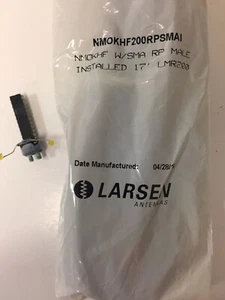 NMOKHF200RPSMAI
NMOKHF W/SMA RP MALE
INSTALLED 17' LMR200
Date Manufactured:
LARSEN
ANTENNAS